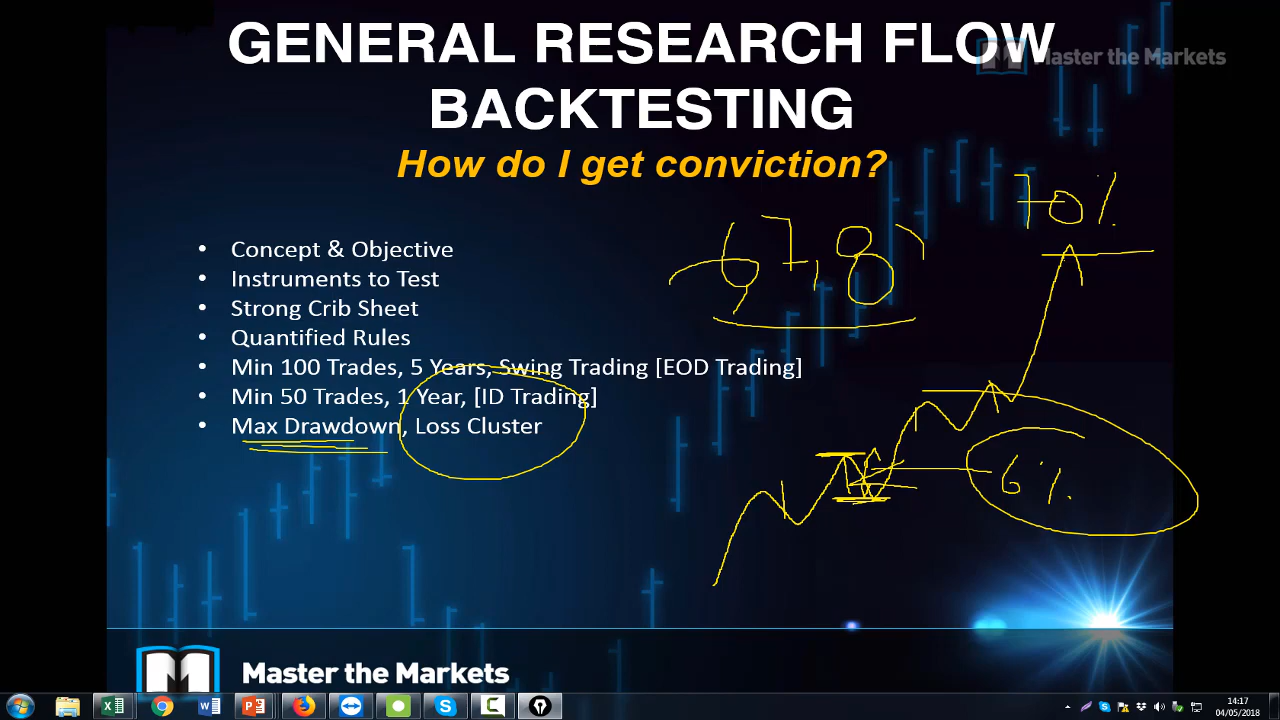 GENERAL RESEARCH FLOW
Master the Markets
BACKTESTING
How do I get conviction?
70%
67,8
• Concept & Objective
• Instruments to Test
• Strong Crib Sheet
• Quantified Rules
• Min 100 Trades, 5 Years, Swing Trading [EOD Trading]
• Min 50 Trades, 1 Year, [ID Trading]
• Max Drawdown, Loss Cluster
6%
Master the Markets
14:17
04/05/2018